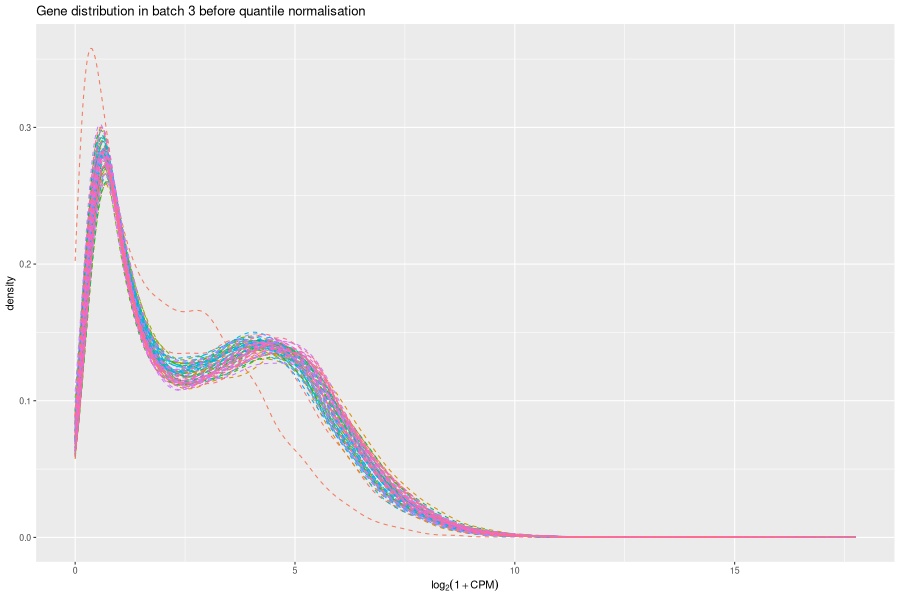 Gene distribution in batch 3 before quantile normalisation
density
0.3
0.2
0.1
0.0
0
5
10
15
log₂(1 + CPM)